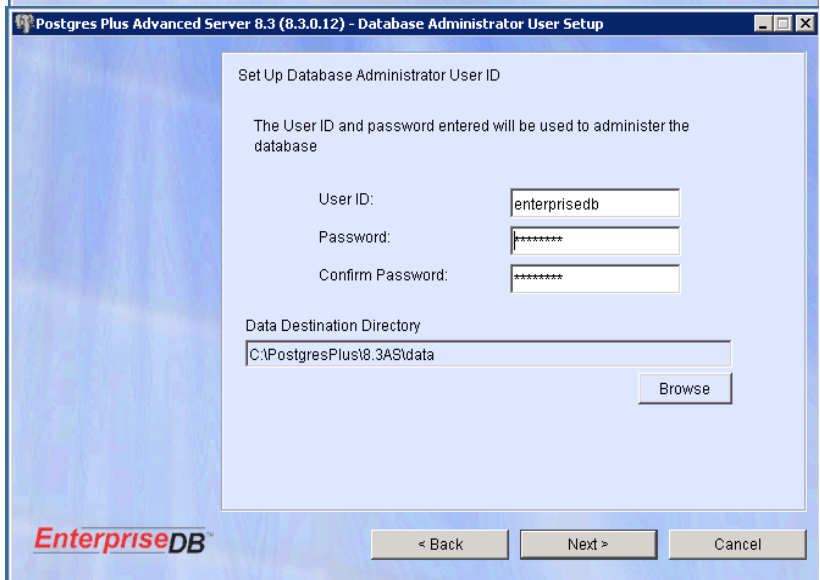 Postgres Plus Advanced Server 8.3 (8.3.0.12) - Database Administrator User Setup
Set Up Database Administrator User ID
The User ID and password entered will be used to administer the
database
User ID:
enterprisedb
Password:
********
Confirm Password:
********
Data Destination Directory
C:\PostgresPlus\8.3AS\data
Browse
EnterpriseDB™
< Back
Next >
Cancel